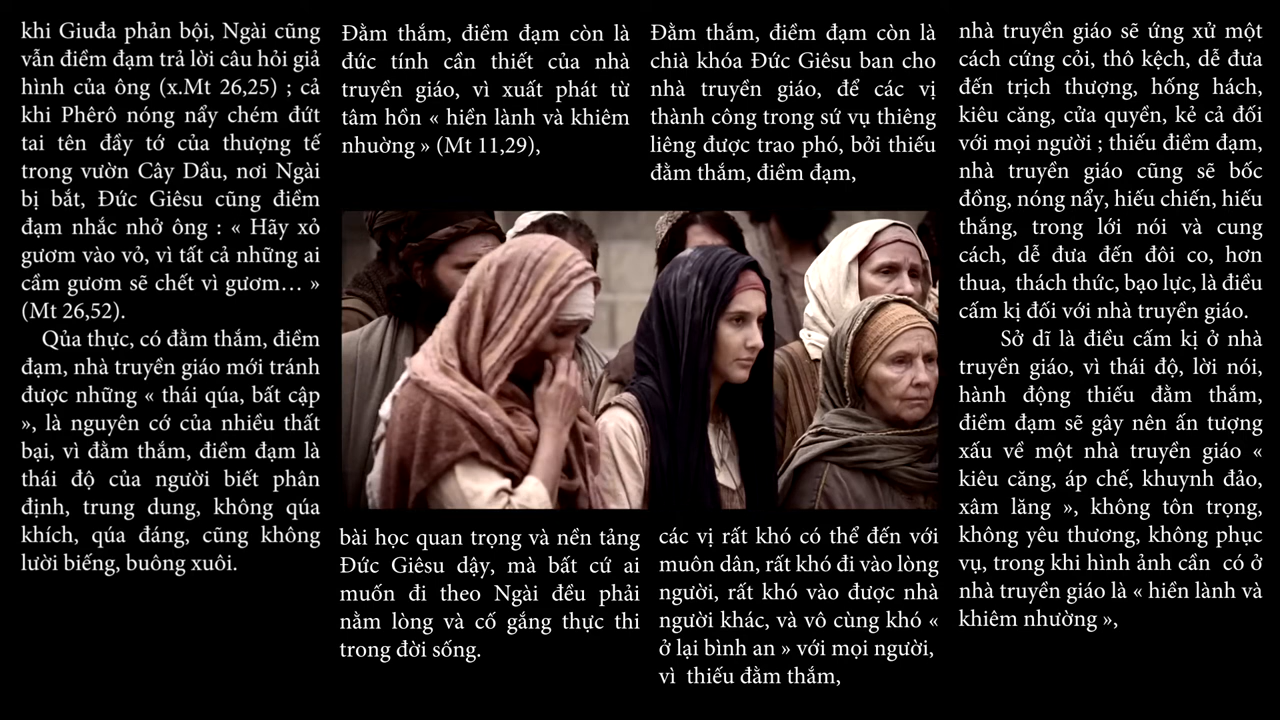 khi Giuđa phản bội, Ngài cũng
vẫn điềm đạm trả lời câu hỏi giả
hình của ông (x.Mt 26,25) ; cả
khi Phêrô nóng nẩy chém đứt
tai tên đầy tớ của thượng tế
trong vườn Cây Dầu, nơi Ngài
bị bắt, Đức Giêsu cũng điềm
đạm nhắc nhở ông : « Hãy xỏ
gươm vào vỏ, vì tất cả những ai
cầm gươm sẽ chết vì gươm… »
(Mt 26,52).
Qủa thực, có đằm thắm, điềm
đạm, nhà truyền giáo mới tránh
được những « thái qúa, bất cập
», là nguyên cớ của nhiều thất
bại, vì đằm thắm, điềm đạm là
thái độ của người biết phân
định, trung dung, không qúa
khích, qúa đáng, cũng không
lười biếng, buông xuôi.
Đằm thắm, điềm đạm còn là
đức tính cần thiết của nhà
truyền giáo, vì xuất phát từ
tâm hồn « hiền lành và khiêm
nhuờng » (Mt 11,29),
bài học quan trọng và nền tảng
Đức Giêsu dậy, mà bất cứ ai
muốn đi theo Ngài đều phải
nằm lòng và cố gắng thực thi
trong đời sống.
Đằm thắm, điềm đạm còn là
chià khóa Đức Giêsu ban cho
nhà truyền giáo, để các vị
thành công trong sứ vụ thiêng
liêng được trao phó, bởi thiếu
đằm thắm, điềm đạm,
các vị rất khó có thể đến với
muôn dân, rất khó đi vào lòng
người, rất khó vào được nhà
người khác, và vô cùng khó «
ở lại bình an » với mọi người,
vì thiếu đằm thắm,
nhà truyền giáo sẽ ứng xử một
cách cứng cỏi, thô kệch, dễ đưa
đến trịch thượng, hống hách,
kiêu căng, cửa quyền, kẻ cả đối
với mọi người ; thiếu điềm đạm,
nhà truyền giáo cũng sẽ bốc
đồng, nóng nẩy, hiếu chiến, hiếu
thắng, trong lới nói và cung
cách, dễ đưa đến đôi co, hơn
thua, thách thức, bạo lực, là điều
cấm kị đối với nhà truyền giáo.
Sở dĩ là điều cấm kị ở nhà
truyền giáo, vì thái độ, lời nói,
hành động thiếu đằm thắm,
điềm đạm sẽ gây nên ấn tượng
xấu về một nhà truyền giáo «
kiêu căng, áp chế, khuynh đảo,
xâm lăng », không tôn trọng,
không yêu thương, không phục
vụ, trong khi hình ảnh cần có ở
nhà truyền giáo là « hiền lành và
khiêm nhường »,